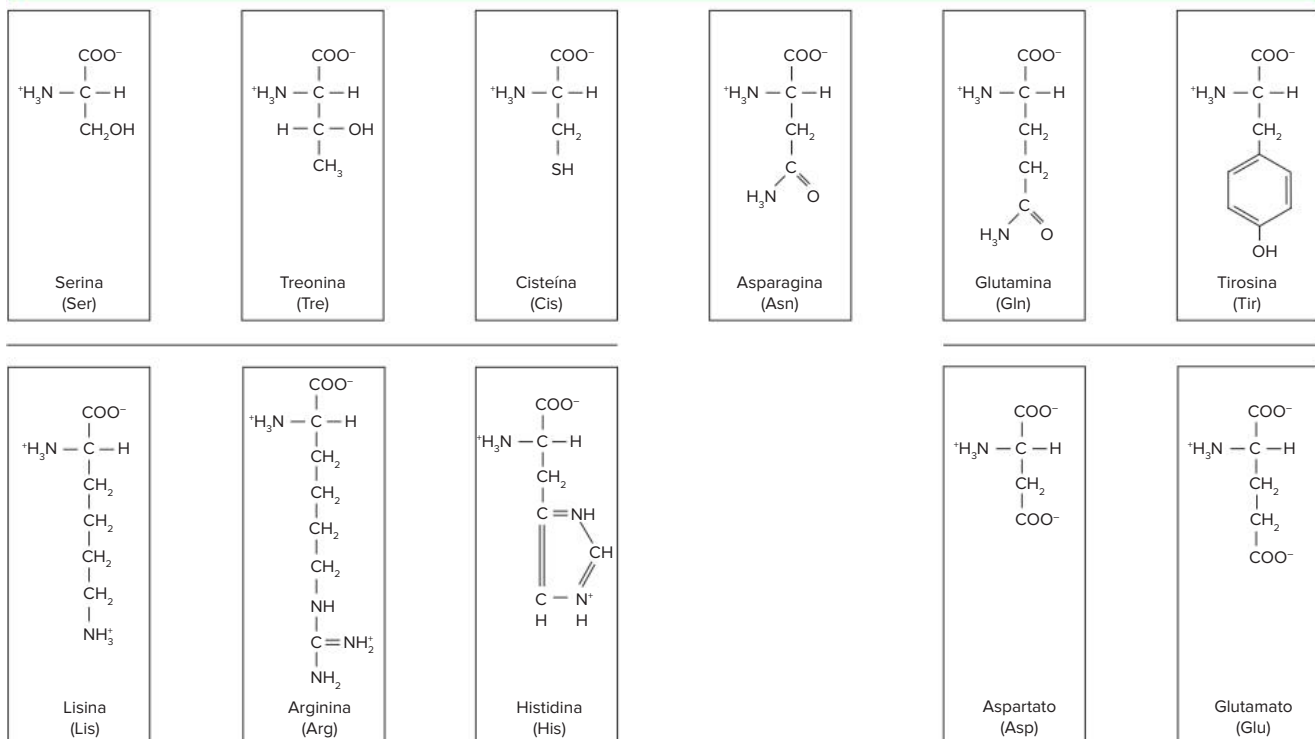 COO⁻
⁺H₃N — C — H
CH₂OH
Serina
(Ser)
COO⁻
⁺H₃N — C — H
H — C — OH
CH₃
Treonina
(Tre)
COO⁻
⁺H₃N — C — H
CH₂
SH
Cisteína
(Cis)
COO⁻
⁺H₃N — C — H
CH₂
C
H₃N O
Asparagina
(Asn)
COO⁻
⁺H₃N — C — H
CH₂
CH₂
C
H₃N O
Glutamina
(Gln)
COO⁻
⁺H₃N — C — H
CH₂
OH
Tirosina
(Tir)
COO⁻
⁺H₃N — C — H
CH₂
CH₂
CH₂
CH₂
NH₃⁺
Lisina
(Lis)
COO⁻
⁺H₃N — C — H
CH₂
CH₂
CH₂
CH₂
NH
C = NH₂⁺
NH₂
Arginina
(Arg)
COO⁻
⁺H₃N — C — H
CH₂
C = NH
CH
C — N⁺
H H
Histidina
(His)
COO⁻
⁺H₃N — C — H
CH₂
COO⁻
Aspartato
(Asp)
COO⁻
⁺H₃N — C — H
CH₂
CH₂
COO⁻
Glutamato
(Glu)